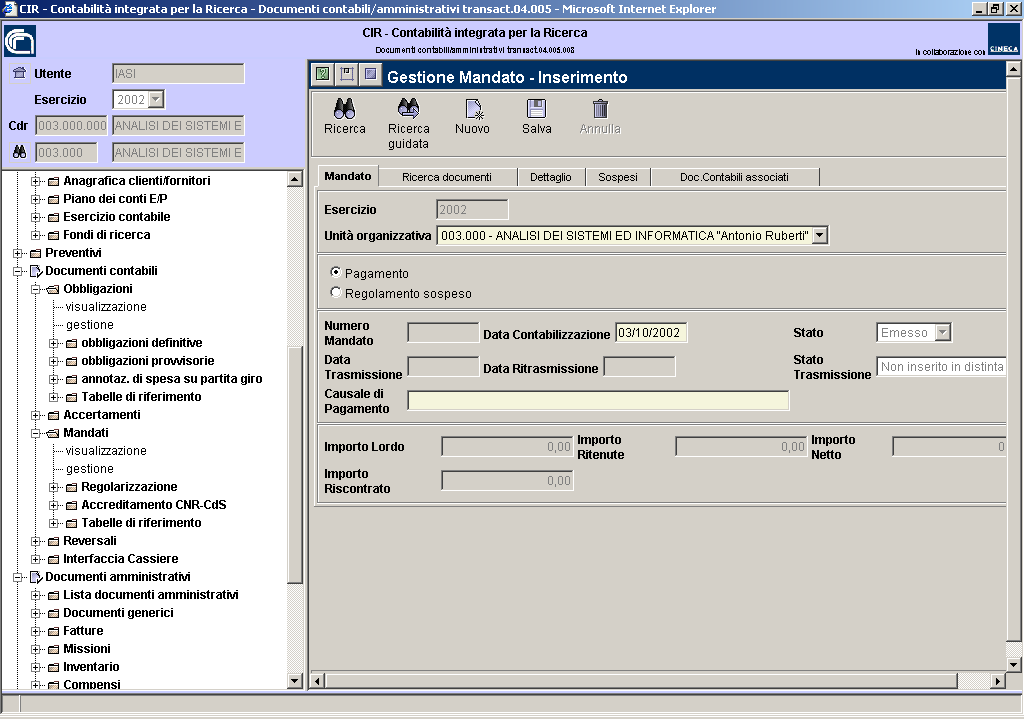 CIR - Contabilità integrata per la Ricerca - Documenti contabili/amministrativi transact.04.005 - Microsoft Internet Explorer
CIR - Contabilità integrata per la Ricerca
Documenti contabili/amministrativi transact.04.005.008
In collaborazione con
CINECA
Utente IASI
Esercizio 2002
Cdr 003.000.000 ANALISI DEI SISTEMI E
003.000 ANALISI DEI SISTEMI E
Anagrafica clienti/fornitori
Piano dei conti E/P
Esercizio contabile
Fondi di ricerca
Preventivi
Documenti contabili
Obbligazioni
visualizzazione
gestione
obbligazioni definitive
obbligazioni provvisorie
annotaz. di spesa su partita giro
Tabelle di riferimento
Accertamenti
Mandati
visualizzazione
gestione
Regolarizzazione
Accreditamento CNR-CdS
Tabelle di riferimento
Reversali
Interfaccia Cassiere
Documenti amministrativi
Lista documenti amministrativi
Documenti generici
Fatture
Missioni
Inventario
Compensi
Gestione Mandato - Inserimento
Ricerca
Ricerca guidata
Nuovo
Salva
Annulla
Mandato Ricerca documenti Dettaglio Sospesi Doc.Contabili associati
Esercizio 2002
Unità organizzativa 003.000 - ANALISI DEI SISTEMI ED INFORMATICA "Antonio Ruberti"
Pagamento
Regolamento sospeso
Numero Mandato
Data Contabilizzazione 03/10/2002
Stato Emesso
Data Trasmissione
Data Ritrasmissione
Stato Trasmissione Non inserito in distinta
Causale di Pagamento
Importo Lordo 0,00
Importo Ritenute 0,00
Importo Netto 0
Importo Riscontrato 0,00